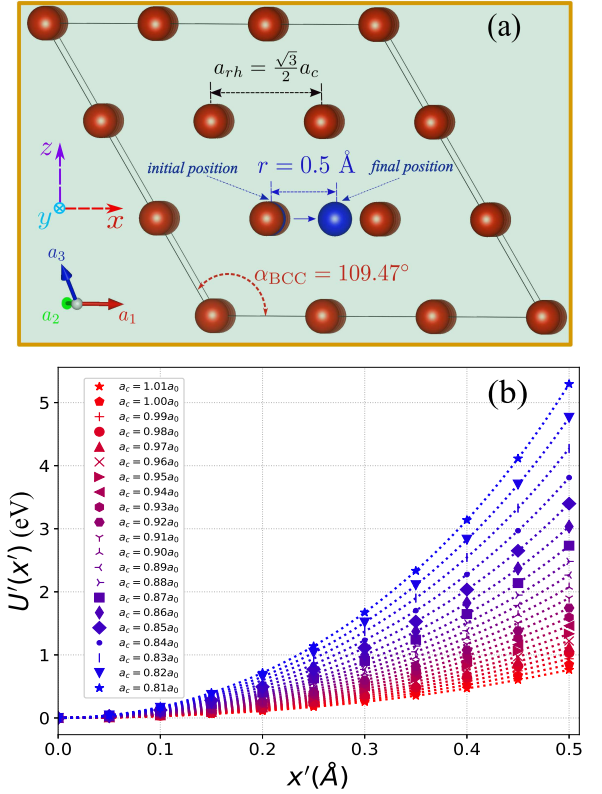 (a)
a_rh = √3/2 a_c
r = 0.5 Å
initial position
final position
z
y
x
α_BCC = 109.47°
a_3
a_2
a_1
(b)
a_c = 1.01a_0
a_c = 1.00a_0
a_c = 0.99a_0
a_c = 0.98a_0
a_c = 0.97a_0
a_c = 0.96a_0
a_c = 0.95a_0
a_c = 0.94a_0
a_c = 0.93a_0
a_c = 0.92a_0
a_c = 0.91a_0
a_c = 0.90a_0
a_c = 0.89a_0
a_c = 0.88a_0
a_c = 0.87a_0
a_c = 0.86a_0
a_c = 0.85a_0
a_c = 0.84a_0
a_c = 0.83a_0
a_c = 0.82a_0
a_c = 0.81a_0
U'(x') (eV)
5
4
3
2
1
0
0.0 0.1 0.2 0.3 0.4 0.5
x'(Å)